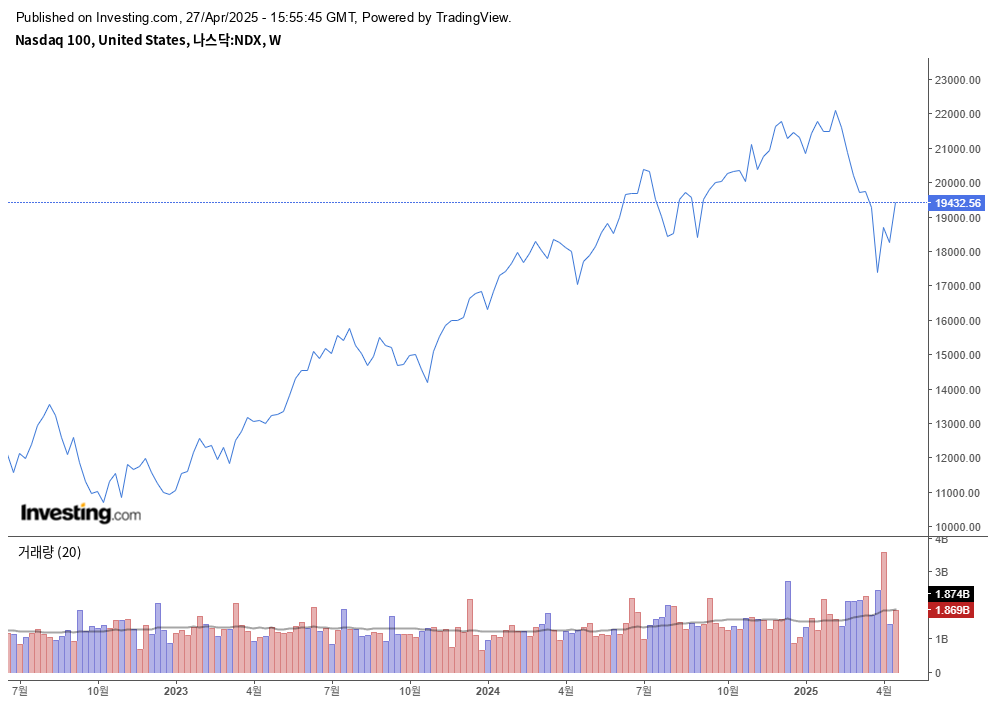 Published on Investing.com, 27/Apr/2025 - 15:55:45 GMT, Powered by TradingView.
Nasdaq 100, United States, 나스닥:NDX, W
23000.00
22000.00
21000.00
20000.00
19432.56
19000.00
18000.00
17000.00
16000.00
15000.00
14000.00
13000.00
12000.00
11000.00
10000.00
Investing.com
거래량 (20)
4B
3B
1.874B
1.869B
1B
0
7월 10월 2023 4월 7월 10월 2024 4월 7월 10월 2025 4월